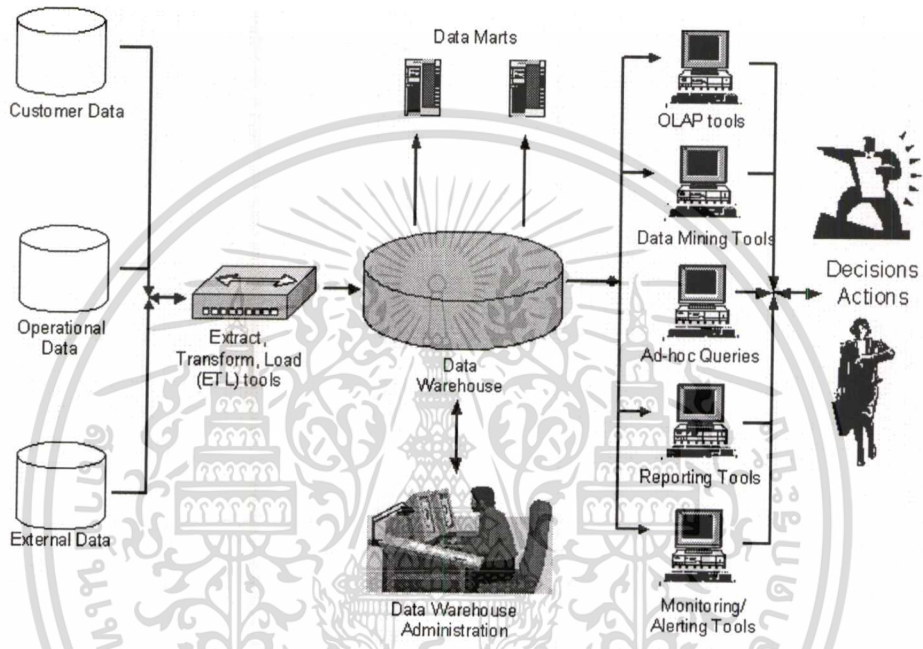 Data Marts
Customer Data
OLAP tools
Data Mining Tools
Decisions
Actions
Operational
Data
Extract,
Transform, Load
(ETL) tools
Data
Warehouse
Ad-hoc Queries
Reporting Tools
External Data
Data Warehouse
Administration
Monitoring/
Alerting Tools